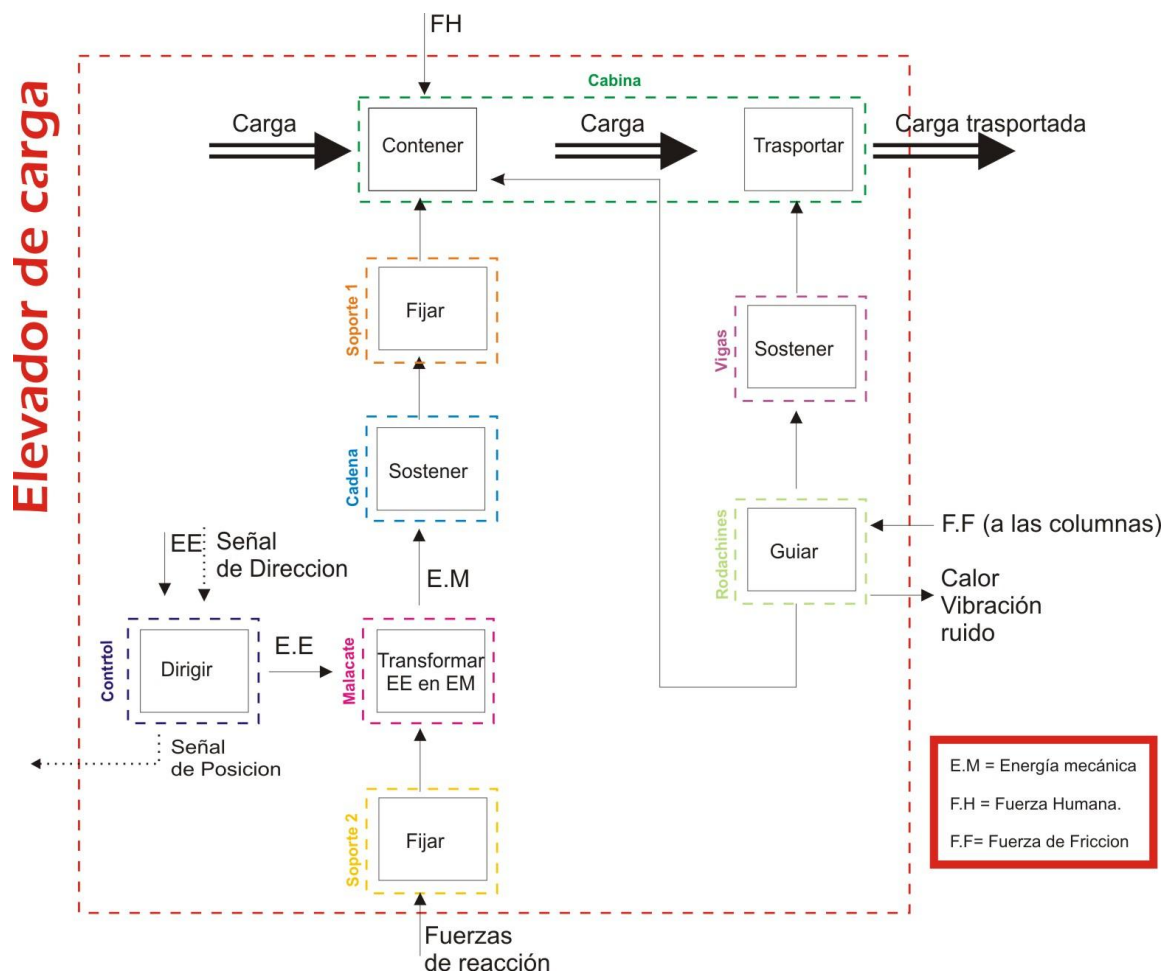 Elevador de carga
FH
Cabina
Carga
Contener
Carga
Trasportar
Carga trasportada
Soporte 1
Fijar
Vigas
Sostener
Cadena
Sostener
Rodachines
Guiar
F.F (a las columnas)
Calor
Vibración
ruido
EE
Señal
de Direccion
E.M
Contrtol
Dirigir
E.E
Malacate
Transformar
EE en EM
Señal
de Posicion
Soporte 2
Fijar
Fuerzas
de reacción
E.M = Energía mecánica
F.H = Fuerza Humana.
F.F= Fuerza de Friccion